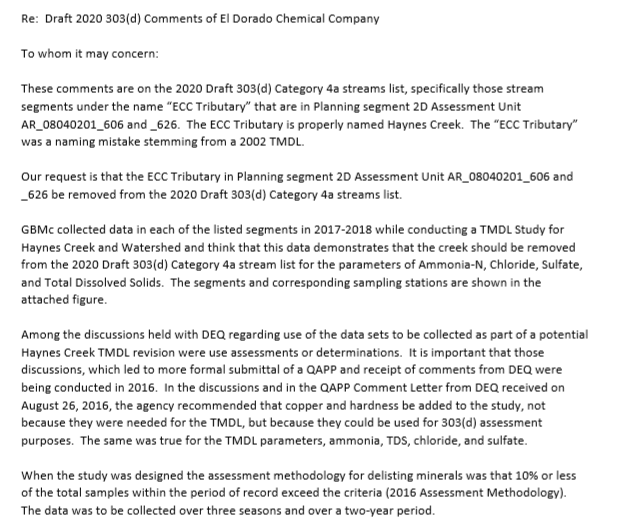 Re: Draft 2020 303(d) Comments of El Dorado Chemical Company
To whom it may concern:
These comments are on the 2020 Draft 303(d) Category 4a streams list, specifically those stream
segments under the name "ECC Tributary" that are in Planning segment 2D Assessment Unit
AR_08040201_606 and _626. The ECC Tributary is properly named Haynes Creek. The "ECC Tributary"
was a naming mistake stemming from a 2002 TMDL.
Our request is that the ECC Tributary in Planning segment 2D Assessment Unit AR_08040201_606 and
_626 be removed from the 2020 Draft 303(d) Category 4a streams list.
GBMc collected data in each of the listed segments in 2017-2018 while conducting a TMDL Study for
Haynes Creek and Watershed and think that this data demonstrates that the creek should be removed
from the 2020 Draft 303(d) Category 4a stream list for the parameters of Ammonia-N, Chloride, Sulfate,
and Total Dissolved Solids. The segments and corresponding sampling stations are shown in the
attached figure.
Among the discussions held with DEQ regarding use of the data sets to be collected as part of a potential
Haynes Creek TMDL revision were use assessments or determinations. It is important that those
discussions, which led to more formal submittal of a QAPP and receipt of comments from DEQ were
being conducted in 2016. In the discussions and in the QAPP Comment Letter from DEQ received on
August 26, 2016, the agency recommended that copper and hardness be added to the study, not
because they were needed for the TMDL, but because they could be used for 303(d) assessment
purposes. The same was true for the TMDL parameters, ammonia, TDS, chloride, and sulfate.
When the study was designed the assessment methodology for delisting minerals was that 10% or less
of the total samples within the period of record exceed the criteria (2016 Assessment Methodology).
The data was to be collected over three seasons and over a two-year period.